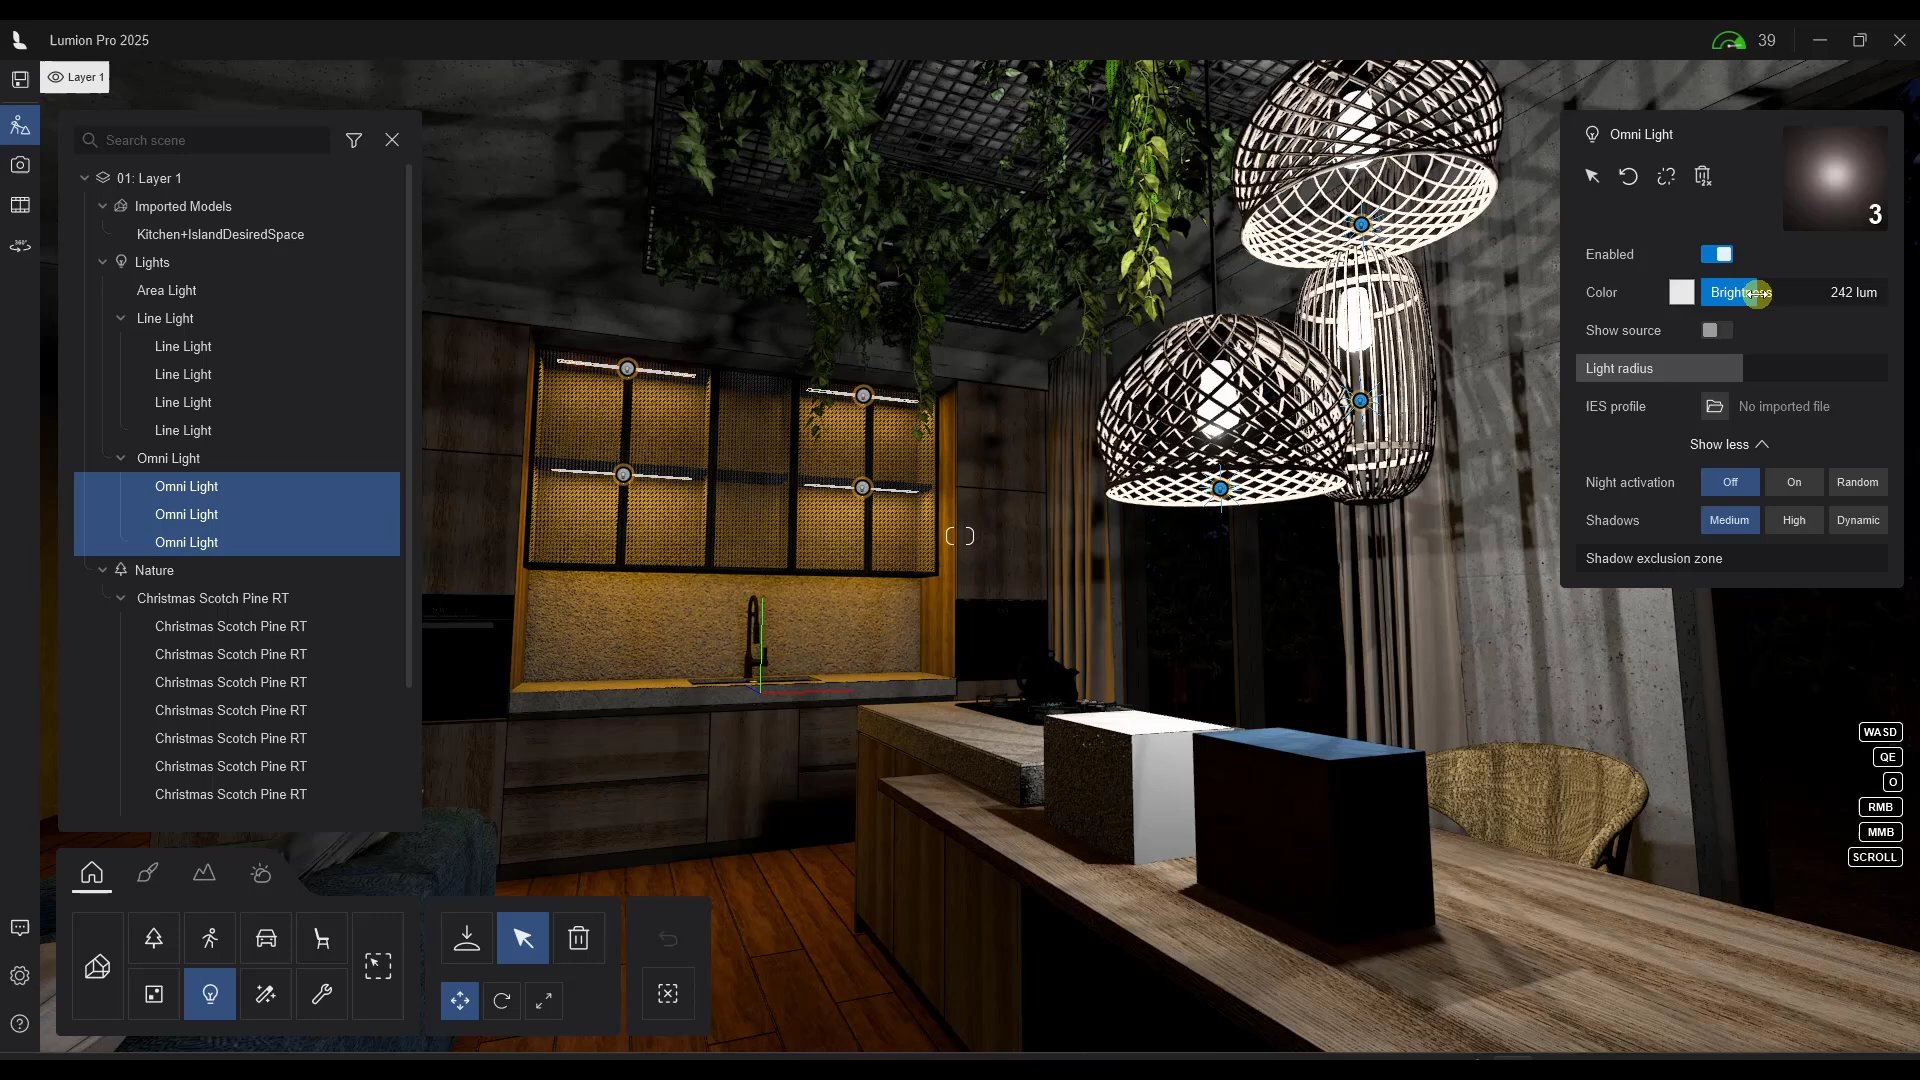 Lumion Pro 2025
39
Layer 1
Search scene
01: Layer 1
Imported Models
Kitchen+IslandDesiredSpace
Lights
Area Light
Line Light
Line Light
Line Light
Line Light
Line Light
Omni Light
Omni Light
Omni Light
Omni Light
Nature
Christmas Scotch Pine RT
Christmas Scotch Pine RT
Christmas Scotch Pine RT
Christmas Scotch Pine RT
Christmas Scotch Pine RT
Christmas Scotch Pine RT
Christmas Scotch Pine RT
Christmas Scotch Pine RT
Omni Light
3
Enabled
Color Brightness 242 lum
Show source
Light radius
IES profile No imported file
Show less
Night activation Off On Random
Shadows Medium High Dynamic
Shadow exclusion zone
WASD
QE
O
RMB
MMB
SCROLL